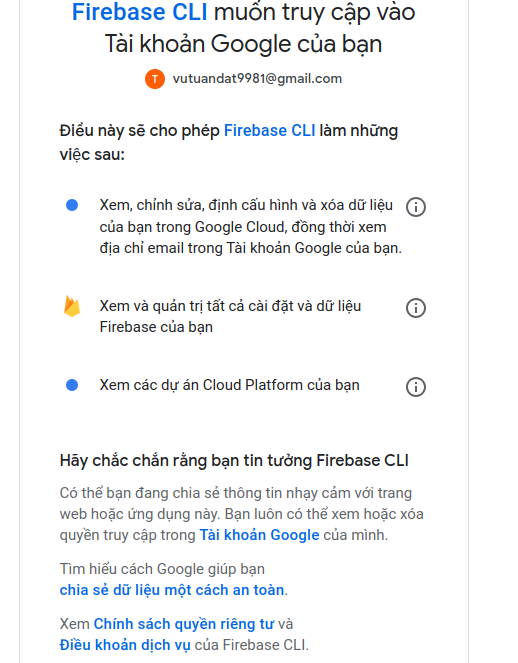 Firebase CLI muốn truy cập vào
Tài khoản Google của bạn
T vutuandat9981@gmail.com
Điều này sẽ cho phép Firebase CLI làm những
việc sau:
Xem, chỉnh sửa, định cấu hình và xóa dữ liệu
của bạn trong Google Cloud, đồng thời xem
địa chỉ email trong Tài khoản Google của bạn.
Xem và quản trị tất cả cài đặt và dữ liệu
Firebase của bạn
Xem các dự án Cloud Platform của bạn
Hãy chắc chắn rằng bạn tin tưởng Firebase CLI
Có thể bạn đang chia sẻ thông tin nhạy cảm với trang
web hoặc ứng dụng này. Bạn luôn có thể xem hoặc xóa
quyền truy cập trong Tài khoản Google của mình.
Tìm hiểu cách Google giúp bạn
chia sẻ dữ liệu một cách an toàn.
Xem Chính sách quyền riêng tư và
Điều khoản dịch vụ của Firebase CLI.